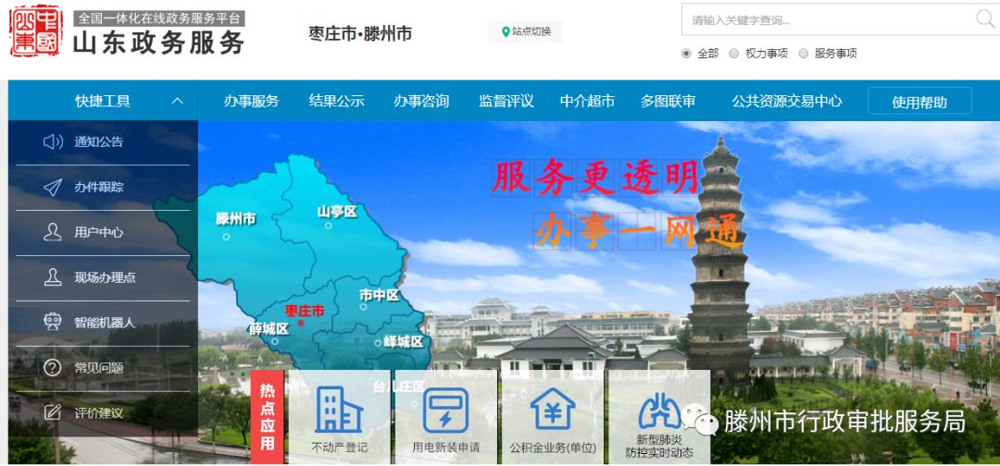 中國山東
全国一体化在线政务服务平台
山东政务服务
枣庄市•滕州市
站点切换
请输入关键字查询...
全部 权力事项 服务事项
快捷工具 办事服务 结果公示 办事咨询 监督评议 中介超市 多图联审 公共资源交易中心 使用帮助
通知公告
办件跟踪
用户中心
现场办理点
智能机器人
常见问题
评价建议
服务更透明
办事一网通
滕州市
山亭区
市中区
枣庄市
薛城区
峄城区
台儿庄区
热点应用
不动产登记
用电新装申请
公积金业务(单位)
新型肺炎
防控实时动态
滕州市行政审批服务局